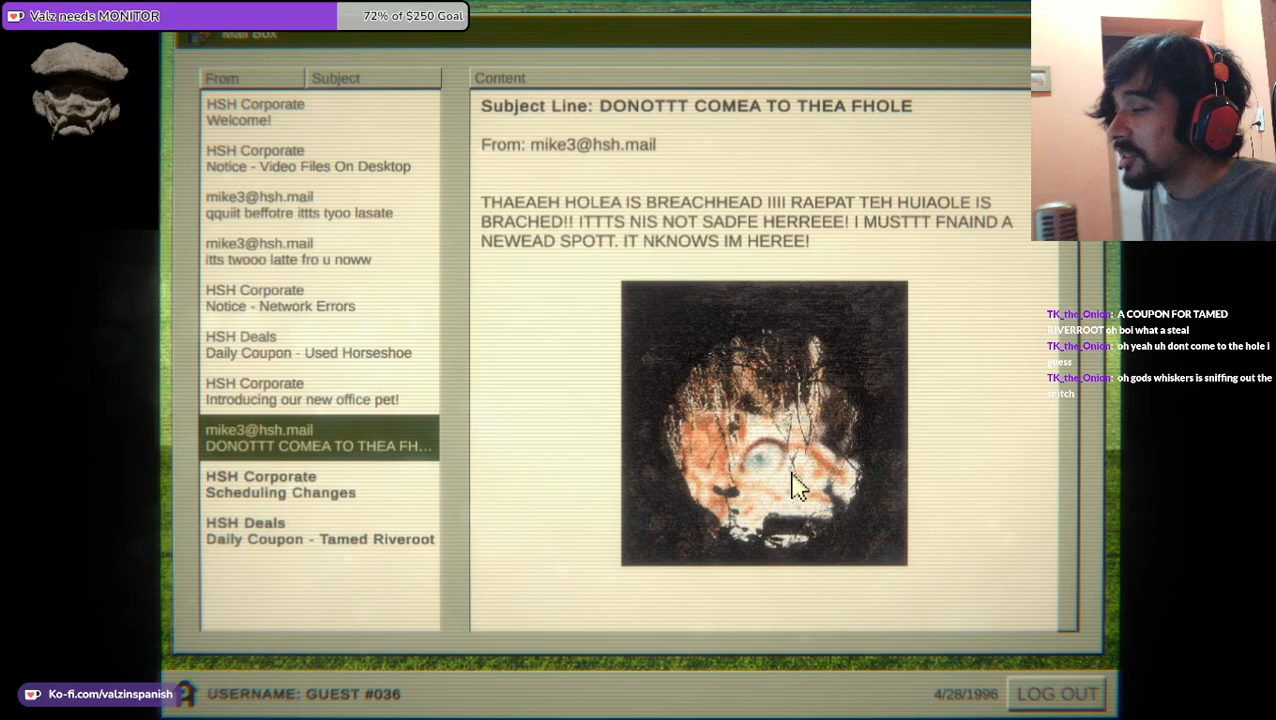 Valz needs MONITOR
72% of $250 Goal
Mail Box
From
Subject
Content
HSH Corporate
Welcome!
HSH Corporate
Notice - Video Files On Desktop
mike3@hsh.mail
qquiit beffotre ittts tyoo lasate
mike3@hsh.mail
itts twooo latte fro u noww
HSH Corporate
Notice - Network Errors
HSH Deals
Daily Coupon - Used Horseshoe
HSH Corporate
Introducing our new office pet!
mike3@hsh.mail
DONOTTT COMEA TO THEA FH...
HSH Corporate
Scheduling Changes
HSH Deals
Daily Coupon - Tamed Riveroot
Subject Line: DONOTTT COMEA TO THEA FHOLE
From: mike3@hsh.mail
THAEAEH HOLEA IS BREACHHEAD IIII RAEPAT TEH HUIAOLE IS
BRACHED!! ITTTS NIS NOT SADFE HERREEE! I MUSTTT FNAIND A
NEWEAD SPOTT. IT NKNOWS IM HEREE!
TK_the_Onion: A COUPON FOR TAMED
RIVERROOT oh boi what a steal
TK_the_Onion: oh yeah uh dont come to the hole i
guess
TK_the_Onion: oh gods whiskers is sniffing out the
snitch
Ko-fi.com/valzinspanish
USERNAME: GUEST #036
4/28/1996
LOG OUT